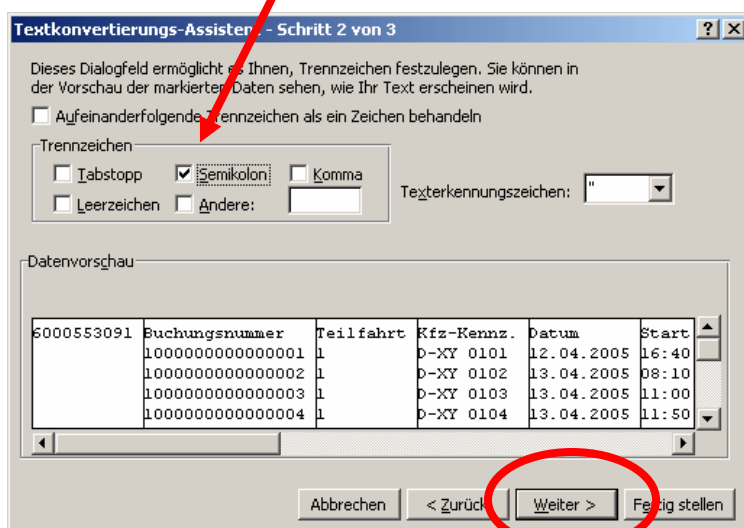 Textkonvertierungs-Assistent - Schritt 2 von 3
Dieses Dialogfeld ermöglicht es Ihnen, Trennzeichen festzulegen. Sie können in
der Vorschau der markierten Daten sehen, wie Ihr Text erscheinen wird.
Aufeinanderfolgende Trennzeichen als ein Zeichen behandeln
Trennzeichen
Tabstopp Semikolon Komma
Leerzeichen Andere:
Texterkennungszeichen: "
Datenvorschau
6000553091 Buchungsnummer Teilfahrt Kfz-Kennz. Datum Start
1000000000000001 1 D-XY 0101 12.04.2005 16:40
1000000000000002 1 D-XY 0102 13.04.2005 08:10
1000000000000003 1 D-XY 0103 13.04.2005 11:00
1000000000000004 1 D-XY 0104 13.04.2005 11:50
Abbrechen < Zurück Weiter > Fertig stellen